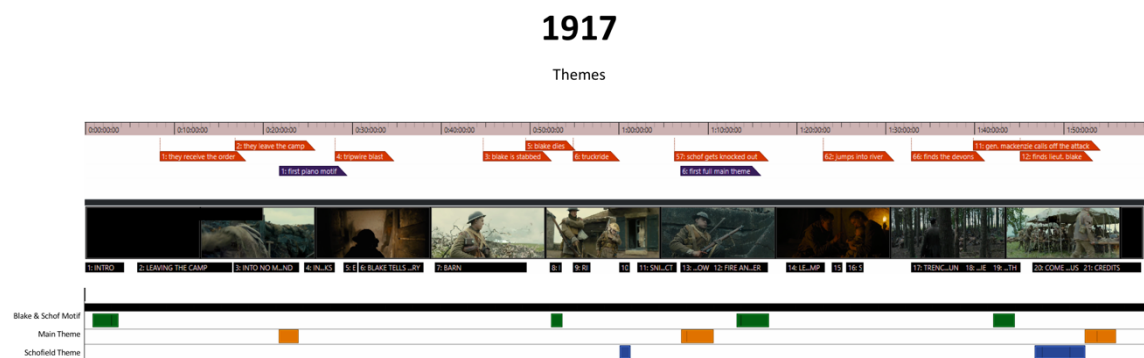 1917
Themes
0:00:00:00 0:10:00:00 0:20:00:00 0:30:00:00 0:40:00:00 0:50:00:00 1:00:00:00 1:10:00:00 1:20:00:00 1:30:00:00 1:40:00:00 1:50:00:00
2: they leave the camp 5: blake dies 11: gen. mackenzie calls off the attack
1: they receive the order 4: tripwire blast 3: blake is stabbed 6: truckride 57: schof gets knocked out 62: jumps into river 66: finds the devons 12: finds lieut. blake
1: first piano motif 6: first full main theme
1: INTRO 2: LEAVING THE CAMP 3: INTO NO M...ND 4: IN...KS 5: E 6: BLAKE TELLS ...RY 7: BARN 8: I 9: RI 10 11: SNI...CT 13: ...OW 12: FIRE AN...ER 14: LE...MP 15 16: S 17: TRENC...UN 18: ...IE 19: ...TH 20: COME ...US 21: CREDITS
Blake & Schof Motif
Main Theme
Schofield Theme